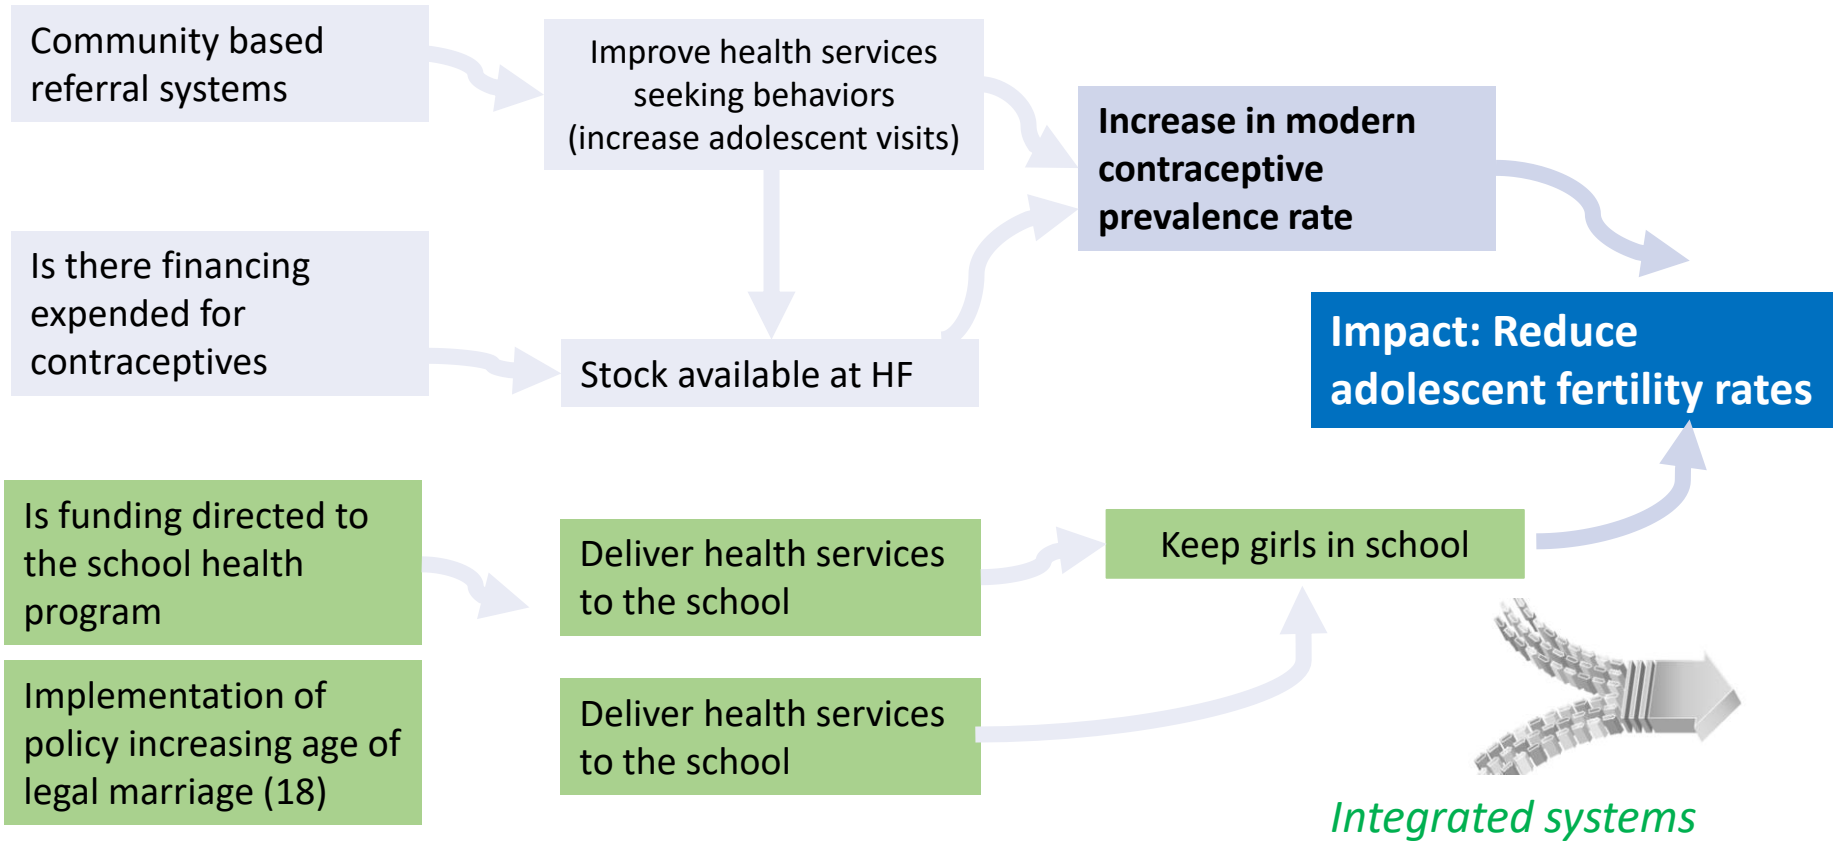 Community based
referral systems
Improve health services
seeking behaviors
(increase adolescent visits)
Increase in modern
contraceptive
prevalence rate
Is there financing
expended for
contraceptives
Stock available at HF
Impact: Reduce
adolescent fertility rates
Is funding directed to
the school health
program
Deliver health services
to the school
Keep girls in school
Implementation of
policy increasing age of
legal marriage (18)
Deliver health services
to the school
Integrated systems